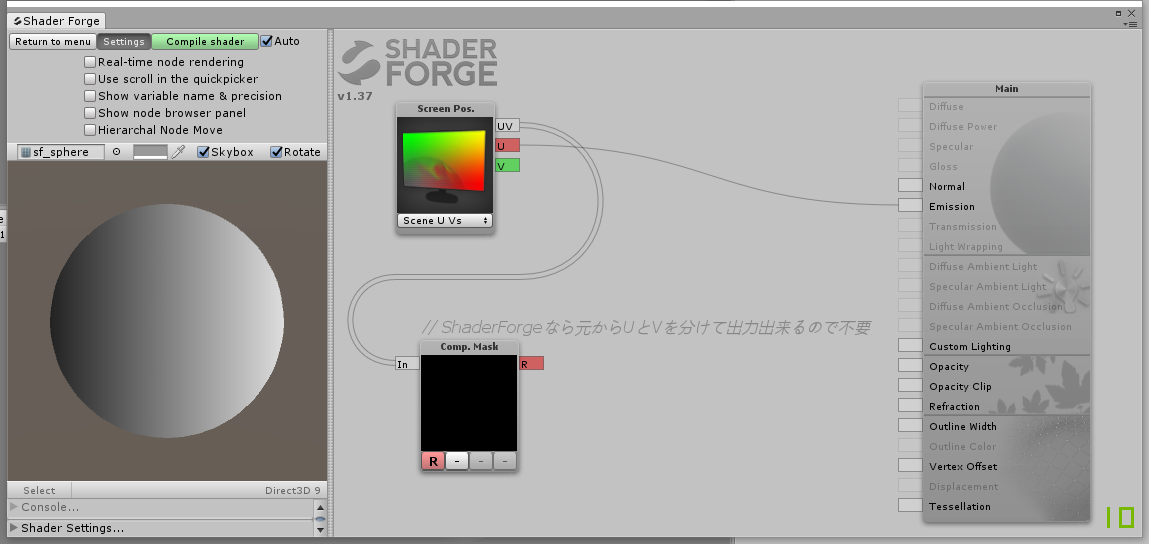 Shader Forge
Return to menu Settings Compile shader Auto
Real-time node rendering
Use scroll in the quickpicker
Show variable name & precision
Show node browser panel
Hierarchal Node Move
sf_sphere Skybox Rotate
Select Direct3D 9
Console...
Shader Settings...
SHADER
FORGE
v1.37
Screen Pos.
UV
U
V
Scene UVs
// ShaderForgeなら元からUとVを分けて出力出来るので不要
Comp. Mask
In R
R - - -
Main
Diffuse
Diffuse Power
Specular
Gloss
Normal
Emission
Transmission
Light Wrapping
Diffuse Ambient Light
Specular Ambient Light
Diffuse Ambient Occlusion
Specular Ambient Occlusion
Custom Lighting
Opacity
Opacity Clip
Refraction
Outline Width
Outline Color
Vertex Offset
Displacement
Tessellation
10